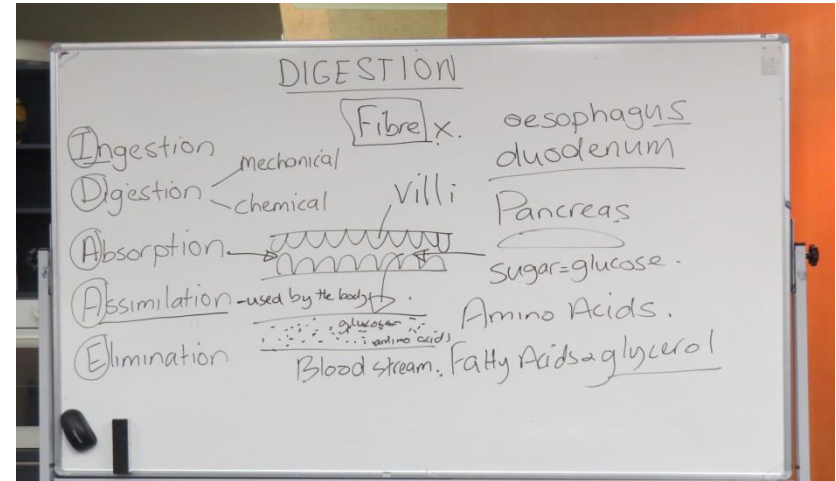 DIGESTION
Fibre x.
Ingestion
Digestion
mechanical
chemical
Absorption
Assimilation - used by the body.
Elimination
villi
glucose
amino acids
Blood stream.
oesophagus
duodenum
Pancreas
sugar=glucose.
Amino Acids.
Fatty Acids & glycerol